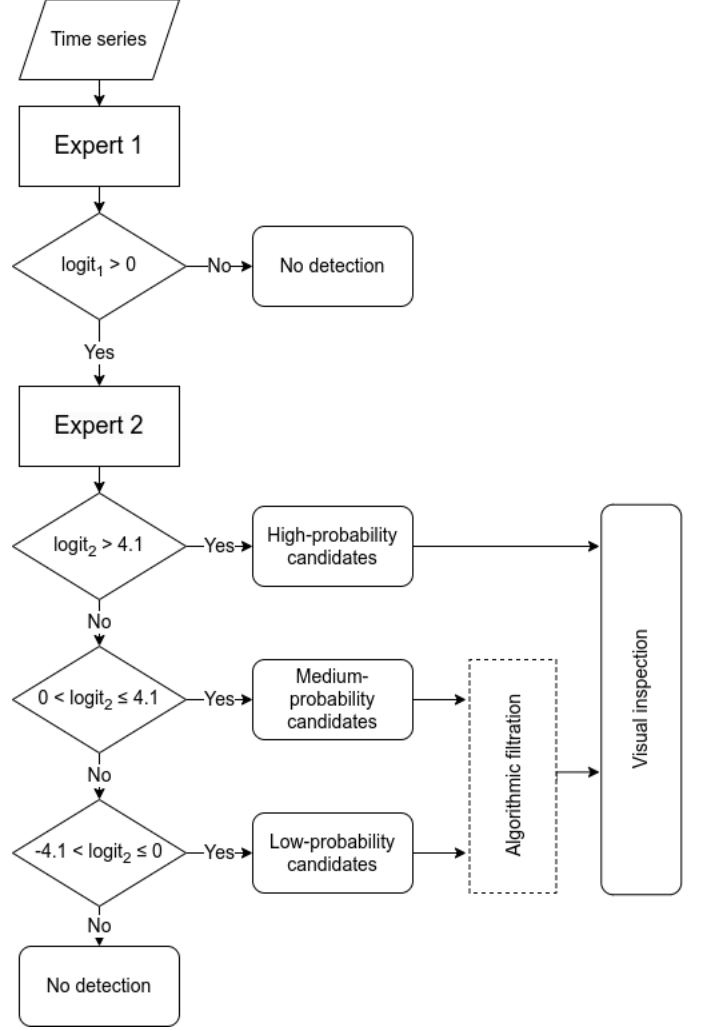 Time series
Expert 1
logit₁ > 0
No
No detection
Yes
Expert 2
logit₂ > 4.1
Yes
High-probability
candidates
No
0 < logit₂ ≤ 4.1
Yes
Medium-
probability
candidates
No
-4.1 < logit₂ ≤ 0
Yes
Low-probability
candidates
Algorithmic filtration
Visual inspection
No
No detection